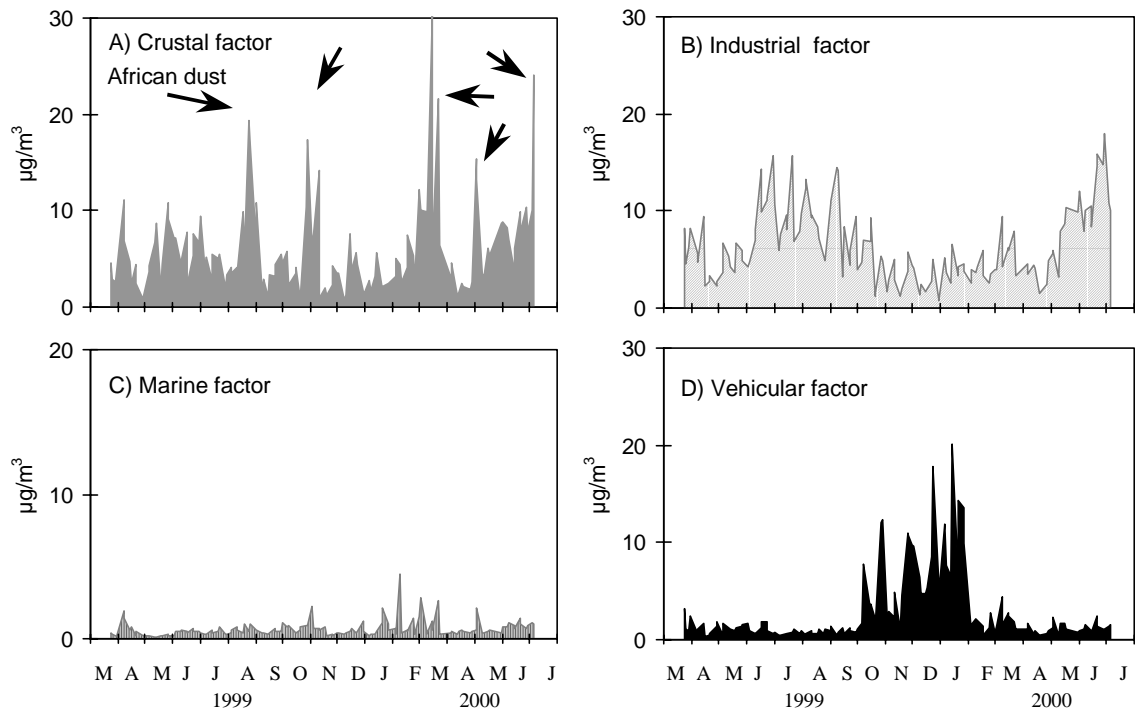 30
A) Crustal factor
African dust
20
µg/m³
10
0
30
B) Industrial factor
20
µg/m³
10
0
20
C) Marine factor
µg/m³
10
0
M A M J J A S O N D J F M A M J J
1999 2000
30
D) Vehicular factor
20
µg/m³
10
0
M A M J J A S O N D J F M A M J J
1999 2000